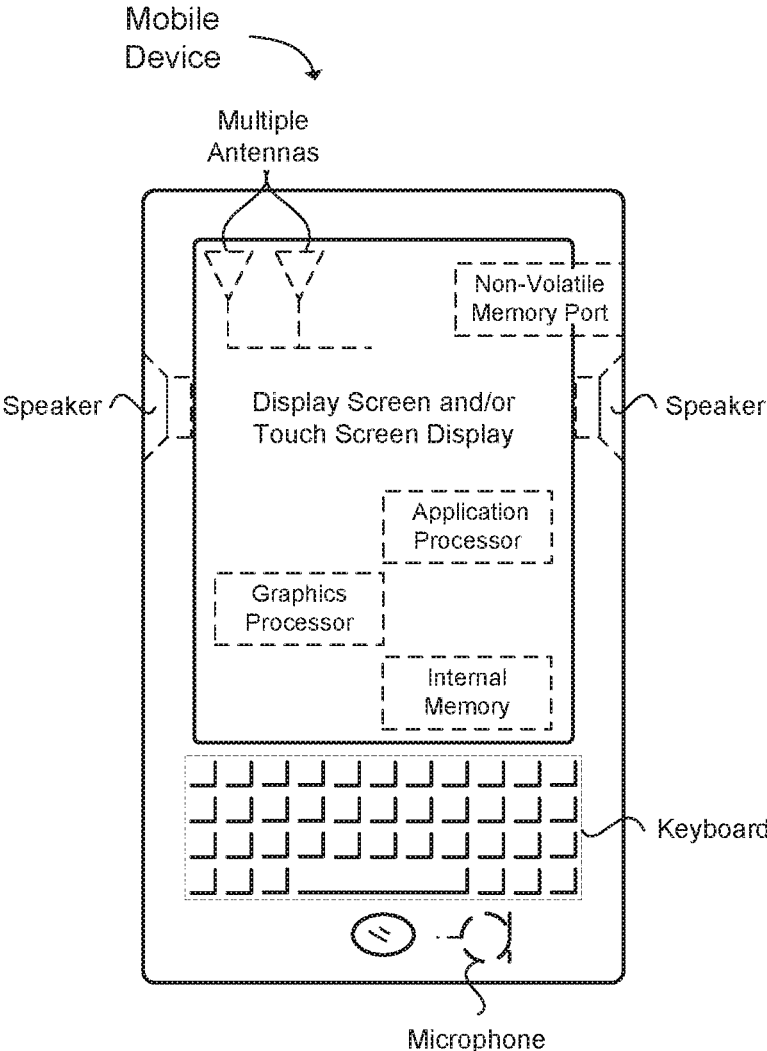 Mobile
Device
Multiple
Antennas
Non-Volatile
Memory Port
Speaker
Display Screen and/or
Touch Screen Display
Speaker
Application
Processor
Graphics
Processor
Internal
Memory
Keyboard
Microphone